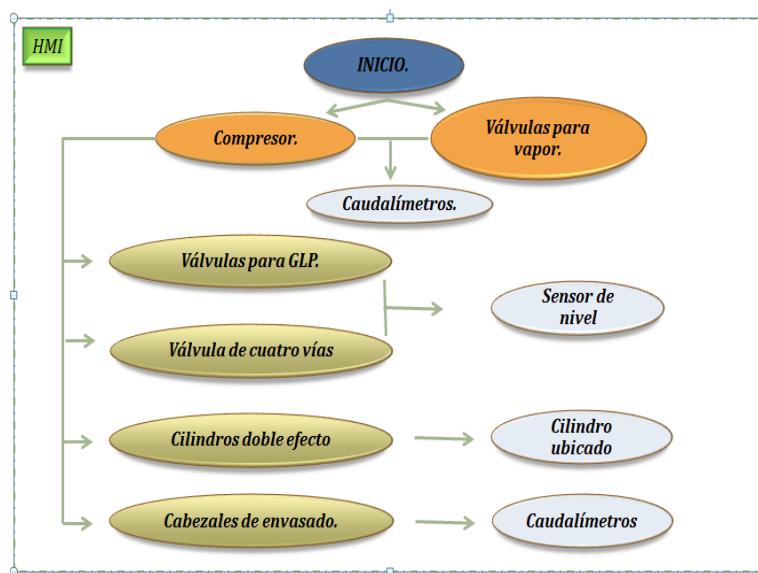 HMI
INICIO.
Compresor.
Válvulas para
vapor.
Caudalímetros.
Válvulas para GLP.
Sensor de
nivel
Válvula de cuatro vías
Cilindros doble efecto
Cilindro
ubicado
Cabezales de envasado.
Caudalímetros